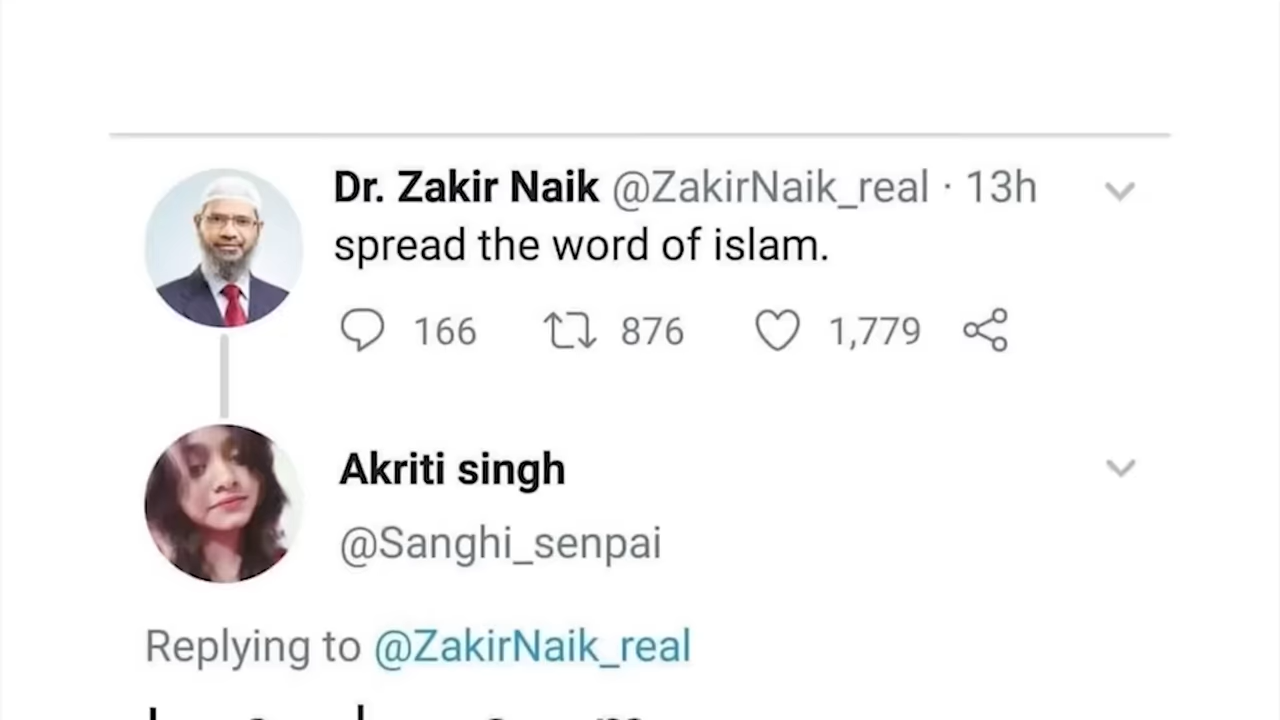 Dr. Zakir Naik @ZakirNaik_real · 13h
spread the word of islam.
166 876 1,779
Akriti singh
@Sanghi_senpai
Replying to @ZakirNaik_real